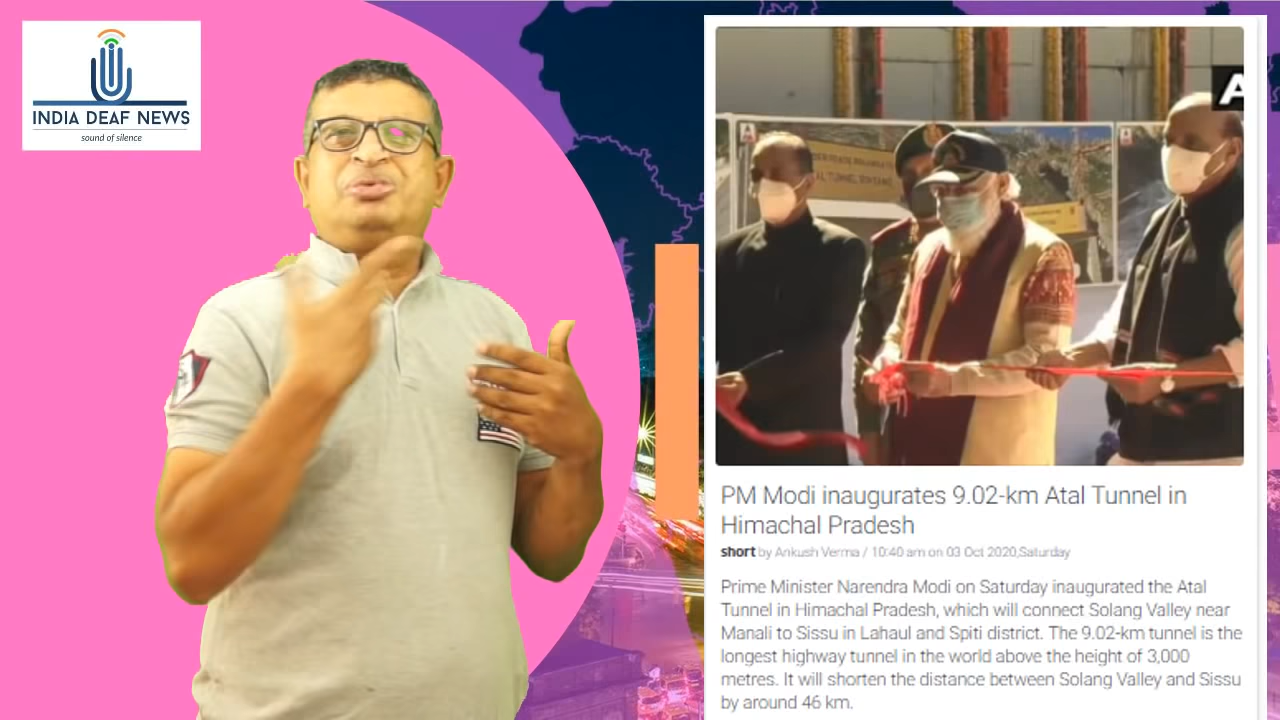 INDIA DEAF NEWS
sound of silence
A
PM Modi inaugurates 9.02-km Atal Tunnel in
Himachal Pradesh
short by Ankush Verma / 10:40 am on 03 Oct 2020,Saturday
Prime Minister Narendra Modi on Saturday inaugurated the Atal
Tunnel in Himachal Pradesh, which will connect Solang Valley near
Manali to Sissu in Lahaul and Spiti district. The 9.02-km tunnel is the
longest highway tunnel in the world above the height of 3,000
metres. It will shorten the distance between Solang Valley and Sissu
by around 46 km.